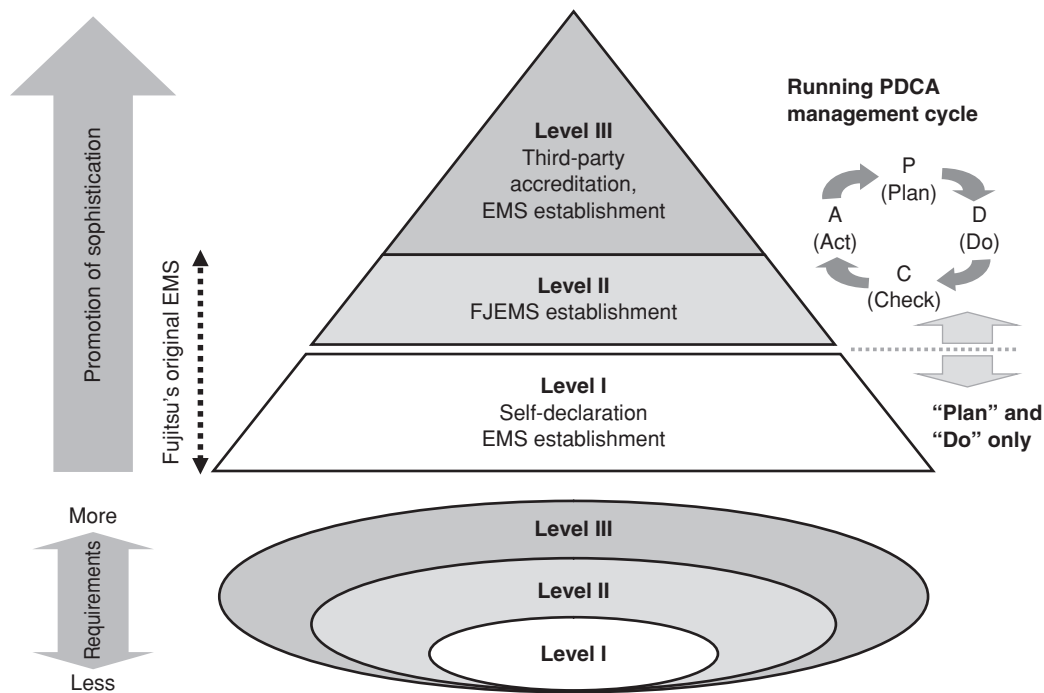 Promotion of sophistication
Fujitsu's original EMS
Level III
Third-party
accreditation,
EMS establishment
Level II
FJEMS establishment
Level I
Self-declaration
EMS establishment
Running PDCA
management cycle
P
(Plan)
D
(Do)
C
(Check)
A
(Act)
“Plan” and
“Do” only
More
Requirements
Less
Level III
Level II
Level I